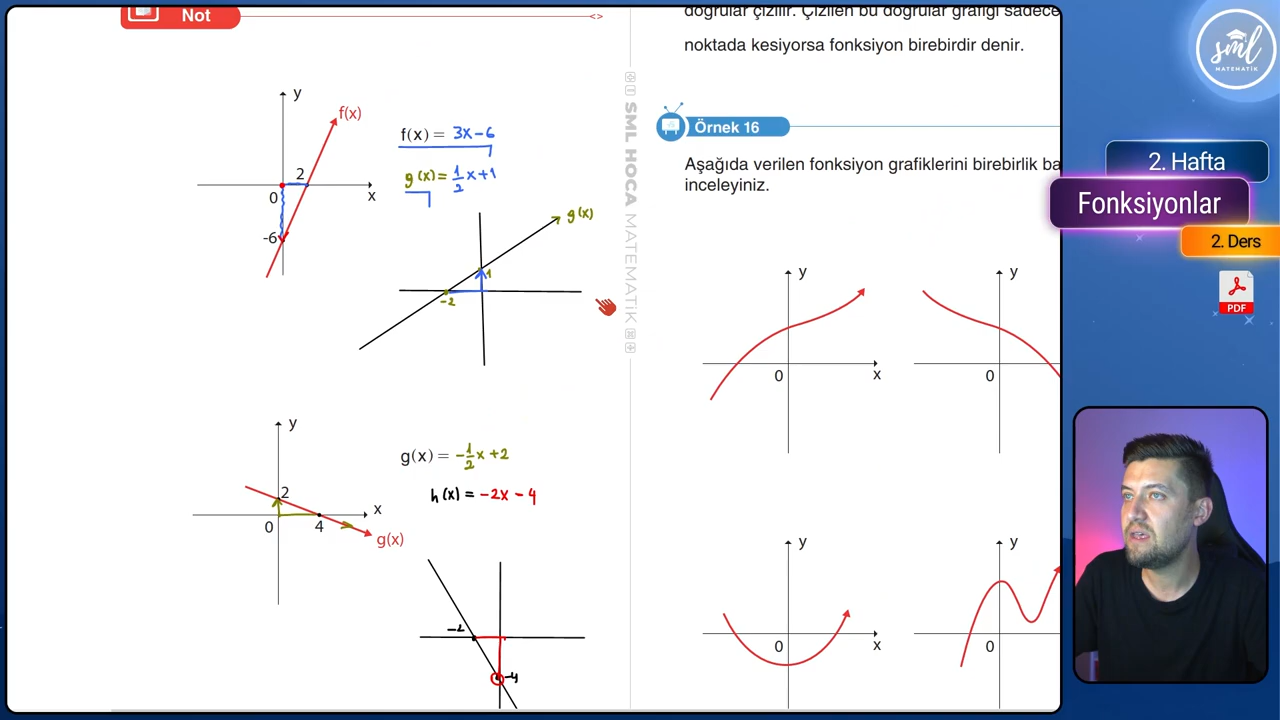 Not
<>
y
f(x)
2
0
x
-6
f(x) = 3x-6
g(x) = 1/2 x+1
g(x)
1
-2
y
2
x
0
4
g(x)
g(x) = -1/2 x+2
h(x) = -2x-4
-2
-4
SML HOCA MATEMATİK
doğrular çizilir. Çizilen bu doğrular grafiği sadece
noktada kesiyorsa fonksiyon birebirdir denir.
Örnek 16
Aşağıda verilen fonksiyon grafiklerini birebirlik ba
inceleyiniz.
y
0
x
y
0
y
0
x
y
0
sml
MATEMATİK
2. Hafta
Fonksiyonlar
2. Ders
PDF